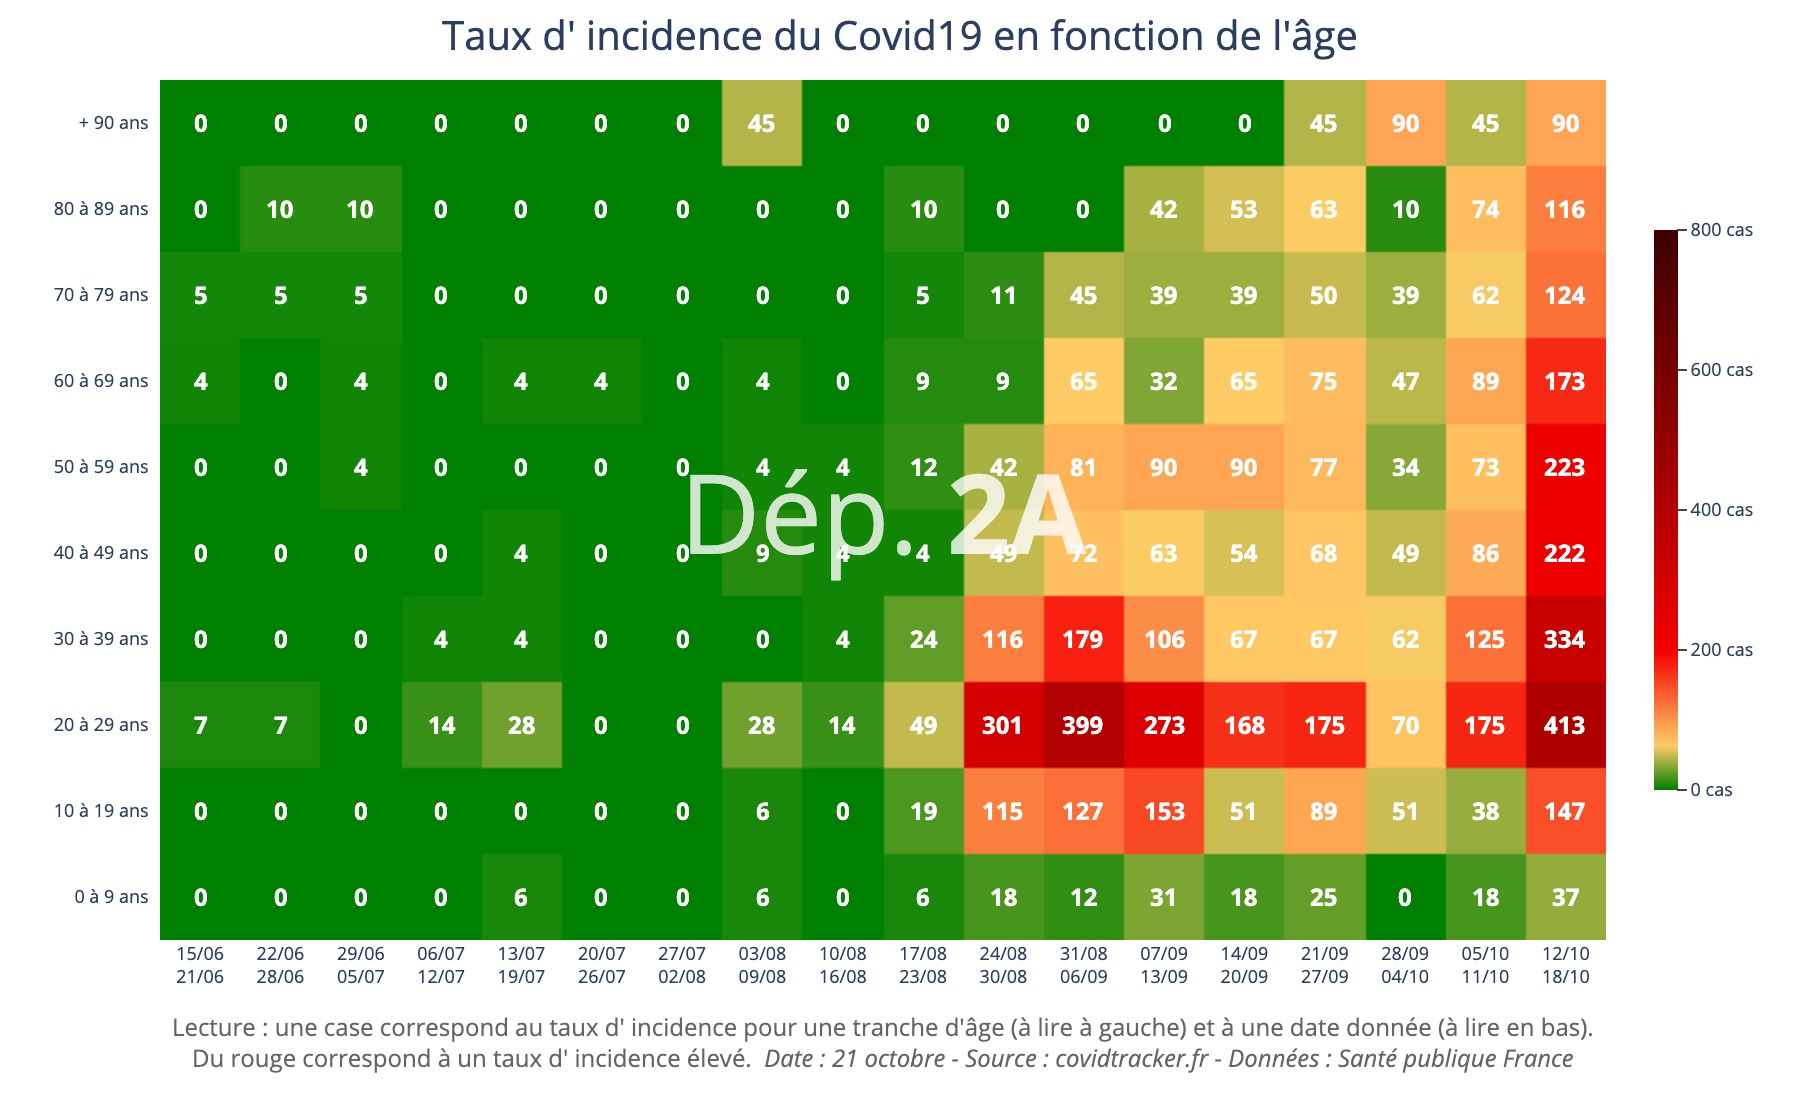 Taux d' incidence du Covid19 en fonction de l'âge
+ 90 ans 0 0 0 0 0 0 0 45 0 0 0 0 0 0 45 90 45 90
80 à 89 ans 0 10 10 0 0 0 0 0 0 10 0 0 42 53 63 10 74 116
800 cas
70 à 79 ans 5 5 5 0 0 0 0 0 0 5 11 45 39 39 50 39 62 124
60 à 69 ans 4 0 4 0 4 4 0 4 0 9 9 65 32 65 75 47 89 173
600 cas
50 à 59 ans 0 0 4 0 0 0 0 4 4 12 42 81 90 90 77 34 73 223
Dép. 2A
400 cas
40 à 49 ans 0 0 0 0 4 0 0 9 4 4 49 72 63 54 68 49 86 222
30 à 39 ans 0 0 0 4 4 0 0 0 4 24 116 179 106 67 67 62 125 334
200 cas
20 à 29 ans 7 7 0 14 28 0 0 28 14 49 301 399 273 168 175 70 175 413
0 cas
10 à 19 ans 0 0 0 0 0 0 0 6 0 19 115 127 153 51 89 51 38 147
0 à 9 ans 0 0 0 0 6 0 0 6 0 6 18 12 31 18 25 0 18 37
15/06 22/06 29/06 06/07 13/07 20/07 27/07 03/08 10/08 17/08 24/08 31/08 07/09 14/09 21/09 28/09 05/10 12/10
21/06 28/06 05/07 12/07 19/07 26/07 02/08 09/08 16/08 23/08 30/08 06/09 13/09 20/09 27/09 04/10 11/10 18/10
Lecture : une case correspond au taux d' incidence pour une tranche d'âge (à lire à gauche) et à une date donnée (à lire en bas).
Du rouge correspond à un taux d' incidence élevé. Date : 21 octobre - Source : covidtracker.fr - Données : Santé publique France